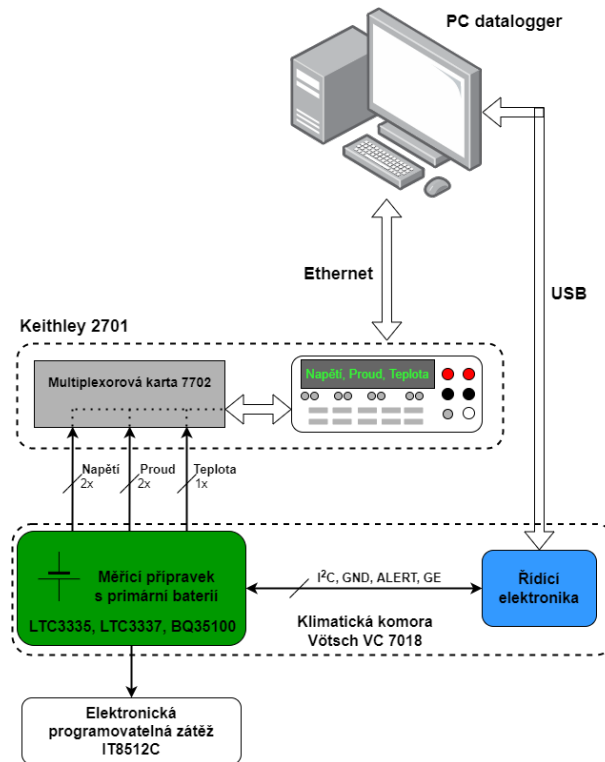 PC datalogger
Ethernet
USB
Keithley 2701
Multiplexorová karta 7702
Napětí, Proud, Teplota
Napětí
2x
Proud
2x
Teplota
1x
Měřicí připravek
s primární baterií
LTC3335, LTC3337, BQ35100
I²C, GND, ALERT, GE
Řídicí
elektronika
Klimatická komora
Vötsch VC 7018
Elektronická
programovatelná zátěž
IT8512C